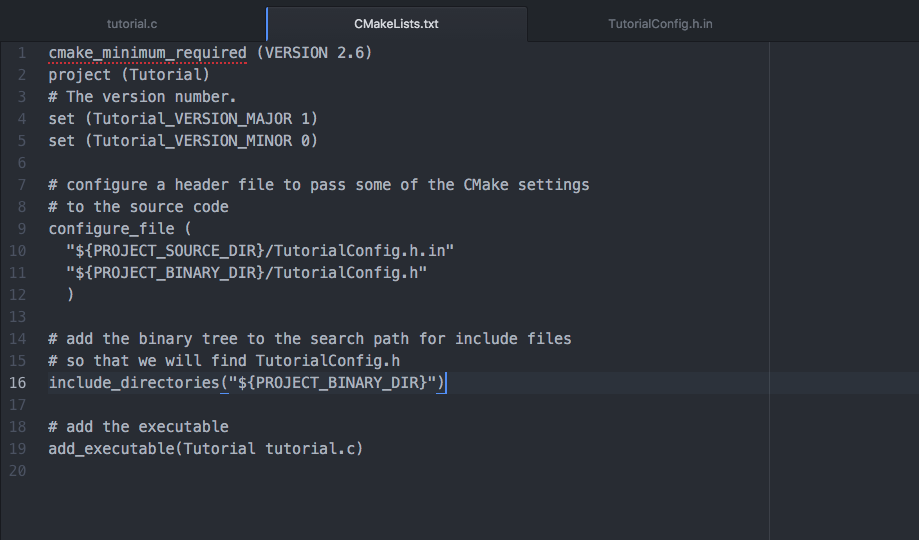 tutorial.c CMakeLists.txt TutorialConfig.h.in
1 cmake_minimum_required (VERSION 2.6)
2 project (Tutorial)
3 # The version number.
4 set (Tutorial_VERSION_MAJOR 1)
5 set (Tutorial_VERSION_MINOR 0)
6
7 # configure a header file to pass some of the CMake settings
8 # to the source code
9 configure_file (
10   "${PROJECT_SOURCE_DIR}/TutorialConfig.h.in"
11   "${PROJECT_BINARY_DIR}/TutorialConfig.h"
12   )
13
14 # add the binary tree to the search path for include files
15 # so that we will find TutorialConfig.h
16 include_directories("${PROJECT_BINARY_DIR}")
17
18 # add the executable
19 add_executable(Tutorial tutorial.c)
20